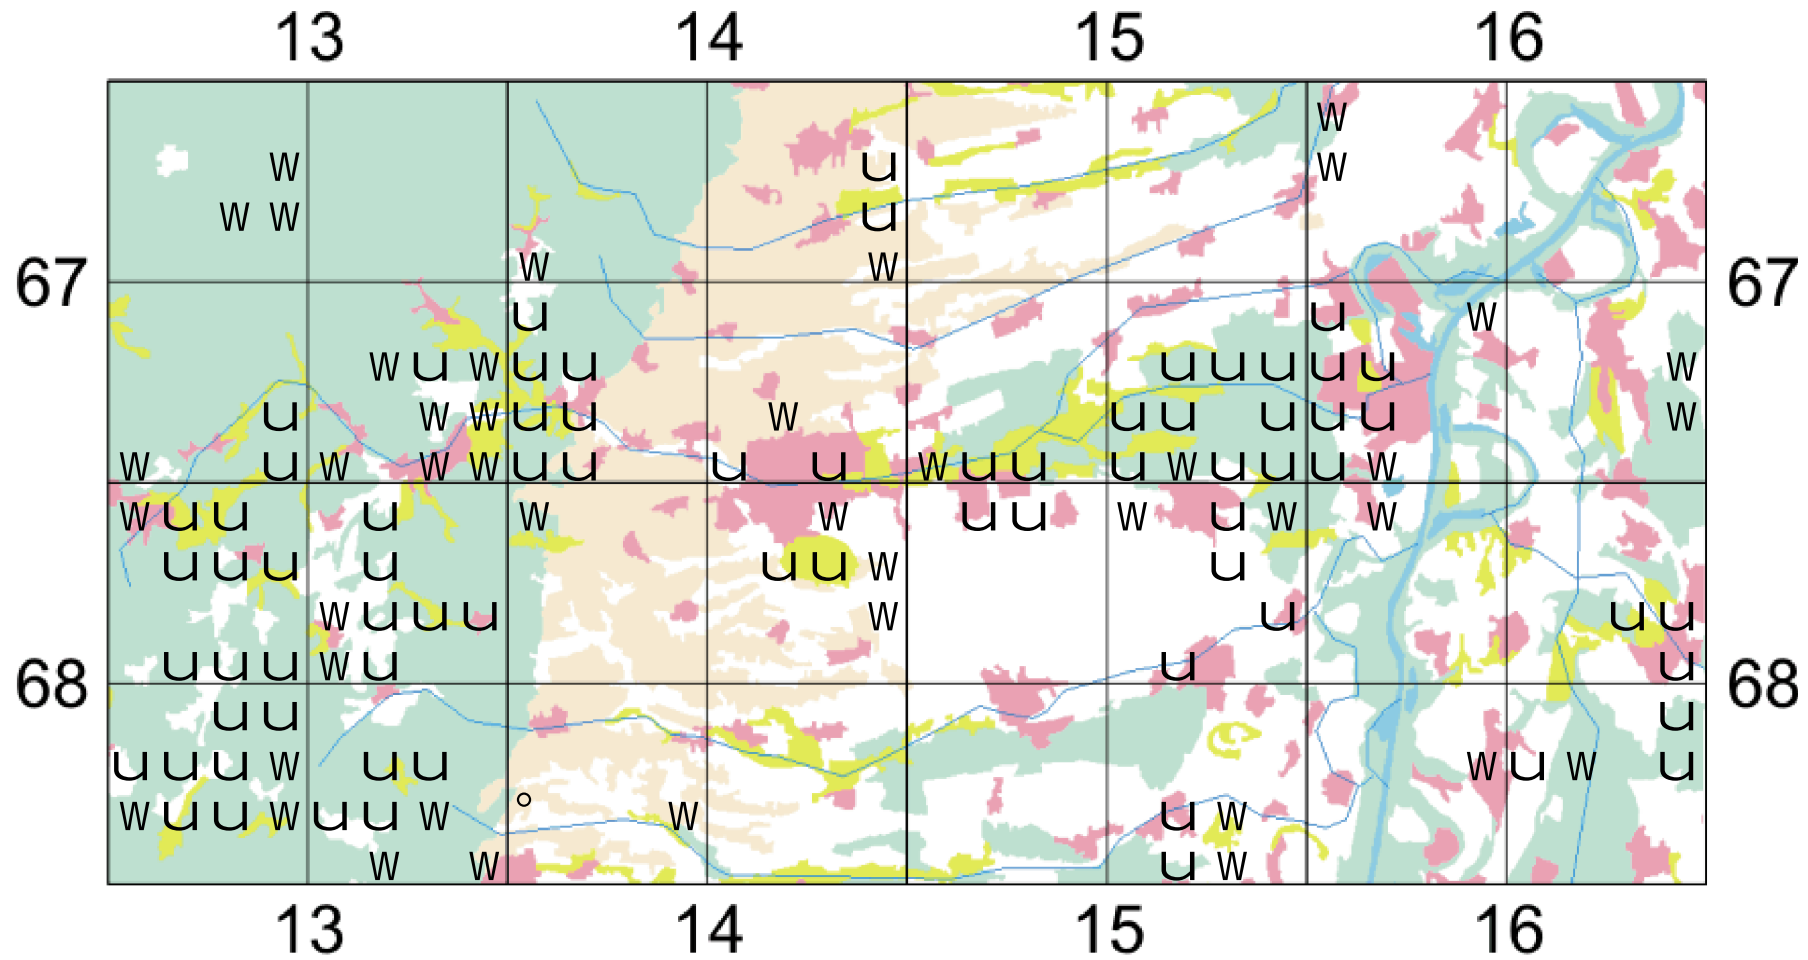 13 14 15 16
w
w u w
w w u
67 w w 67
u u w
w u w u u u u u u u w
u w w u u w u u u u u w
w u w w w u u u u w u u u w u u u w
w u u u w w u u w u w w
u u u u u u w u
w u u u w u u u
u u u w u u u
68 68
u u u
u u u w u u w u w u
w u u w u u w w u w
w w u w
13 14 15 16